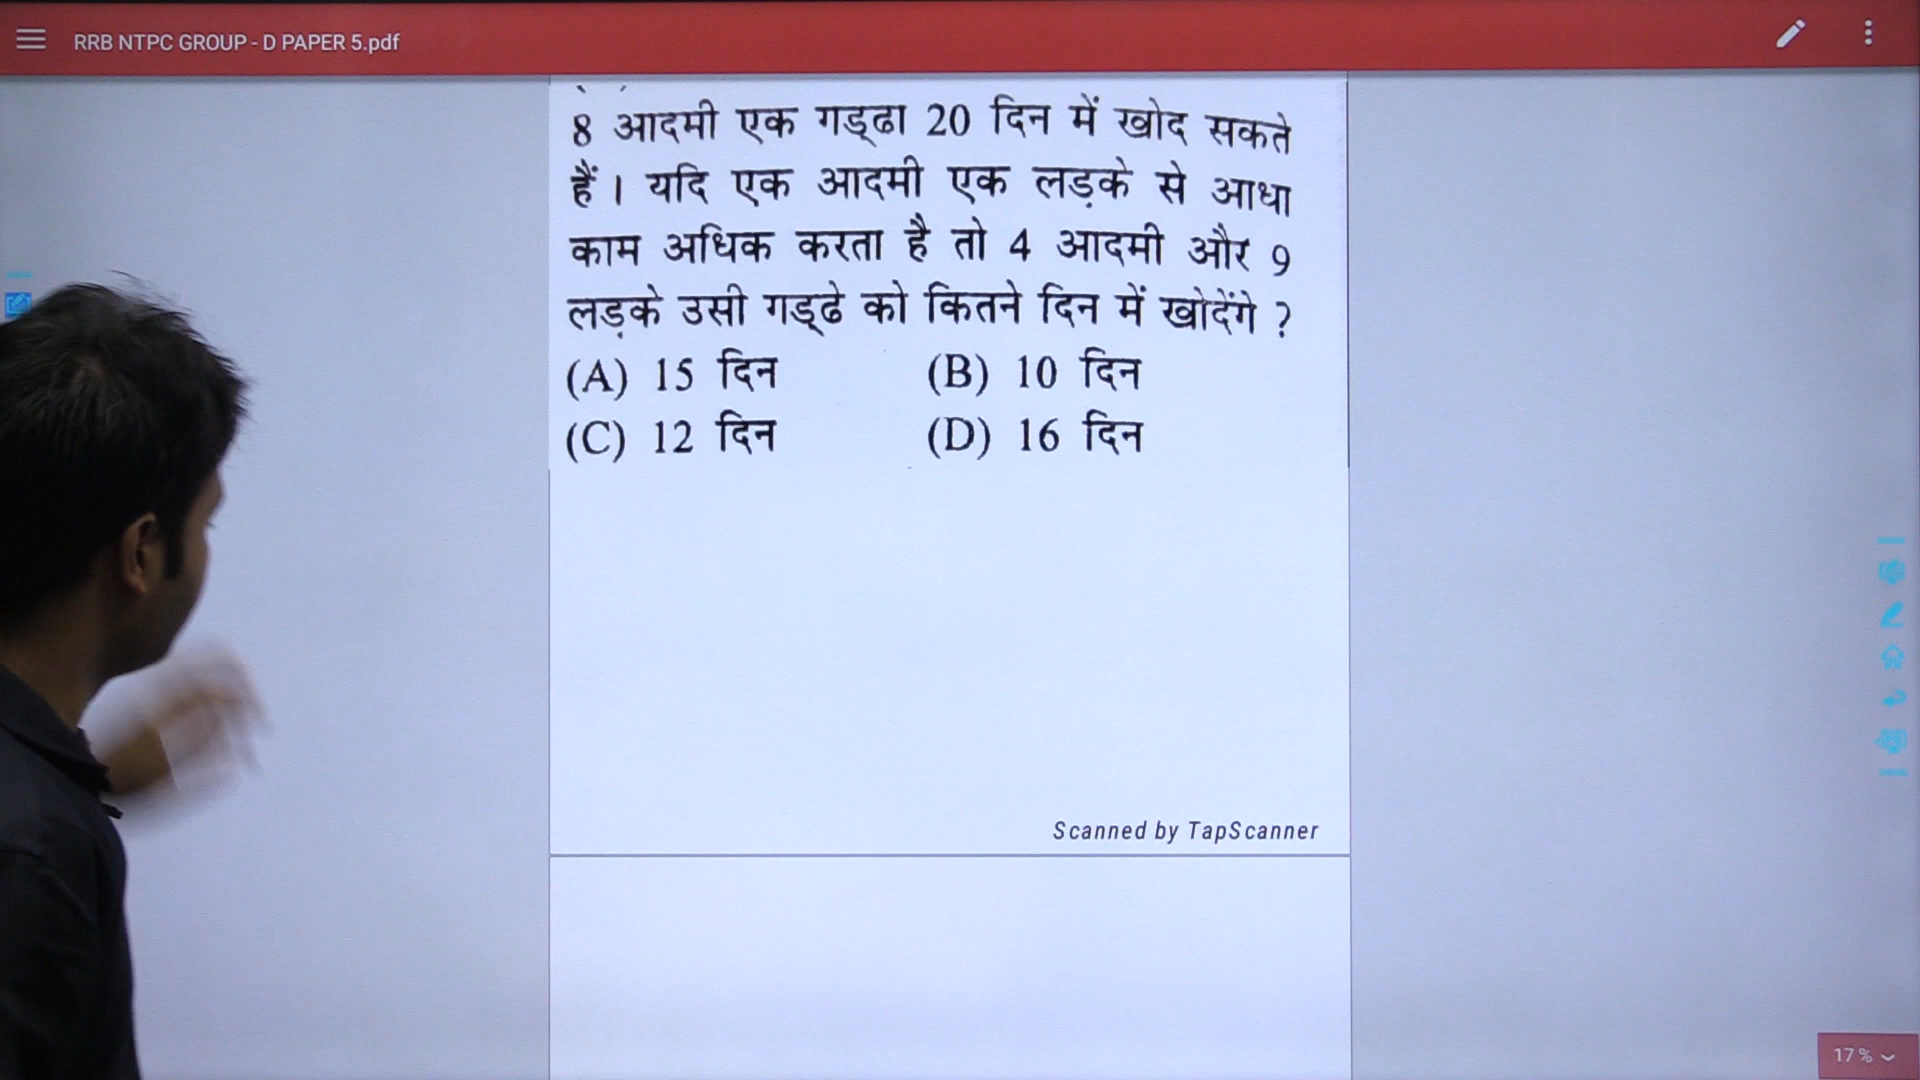 RRB NTPC GROUP - D PAPER 5.pdf
8 आदमी एक गड्ढा 20 दिन में खोद सकते
हैं। यदि एक आदमी एक लड़के से आधा
काम अधिक करता है तो 4 आदमी और 9
लड़के उसी गड्ढे को कितने दिन में खोदेंगे ?
(A) 15 दिन (B) 10 दिन
(C) 12 दिन (D) 16 दिन
Scanned by TapScanner
17 %